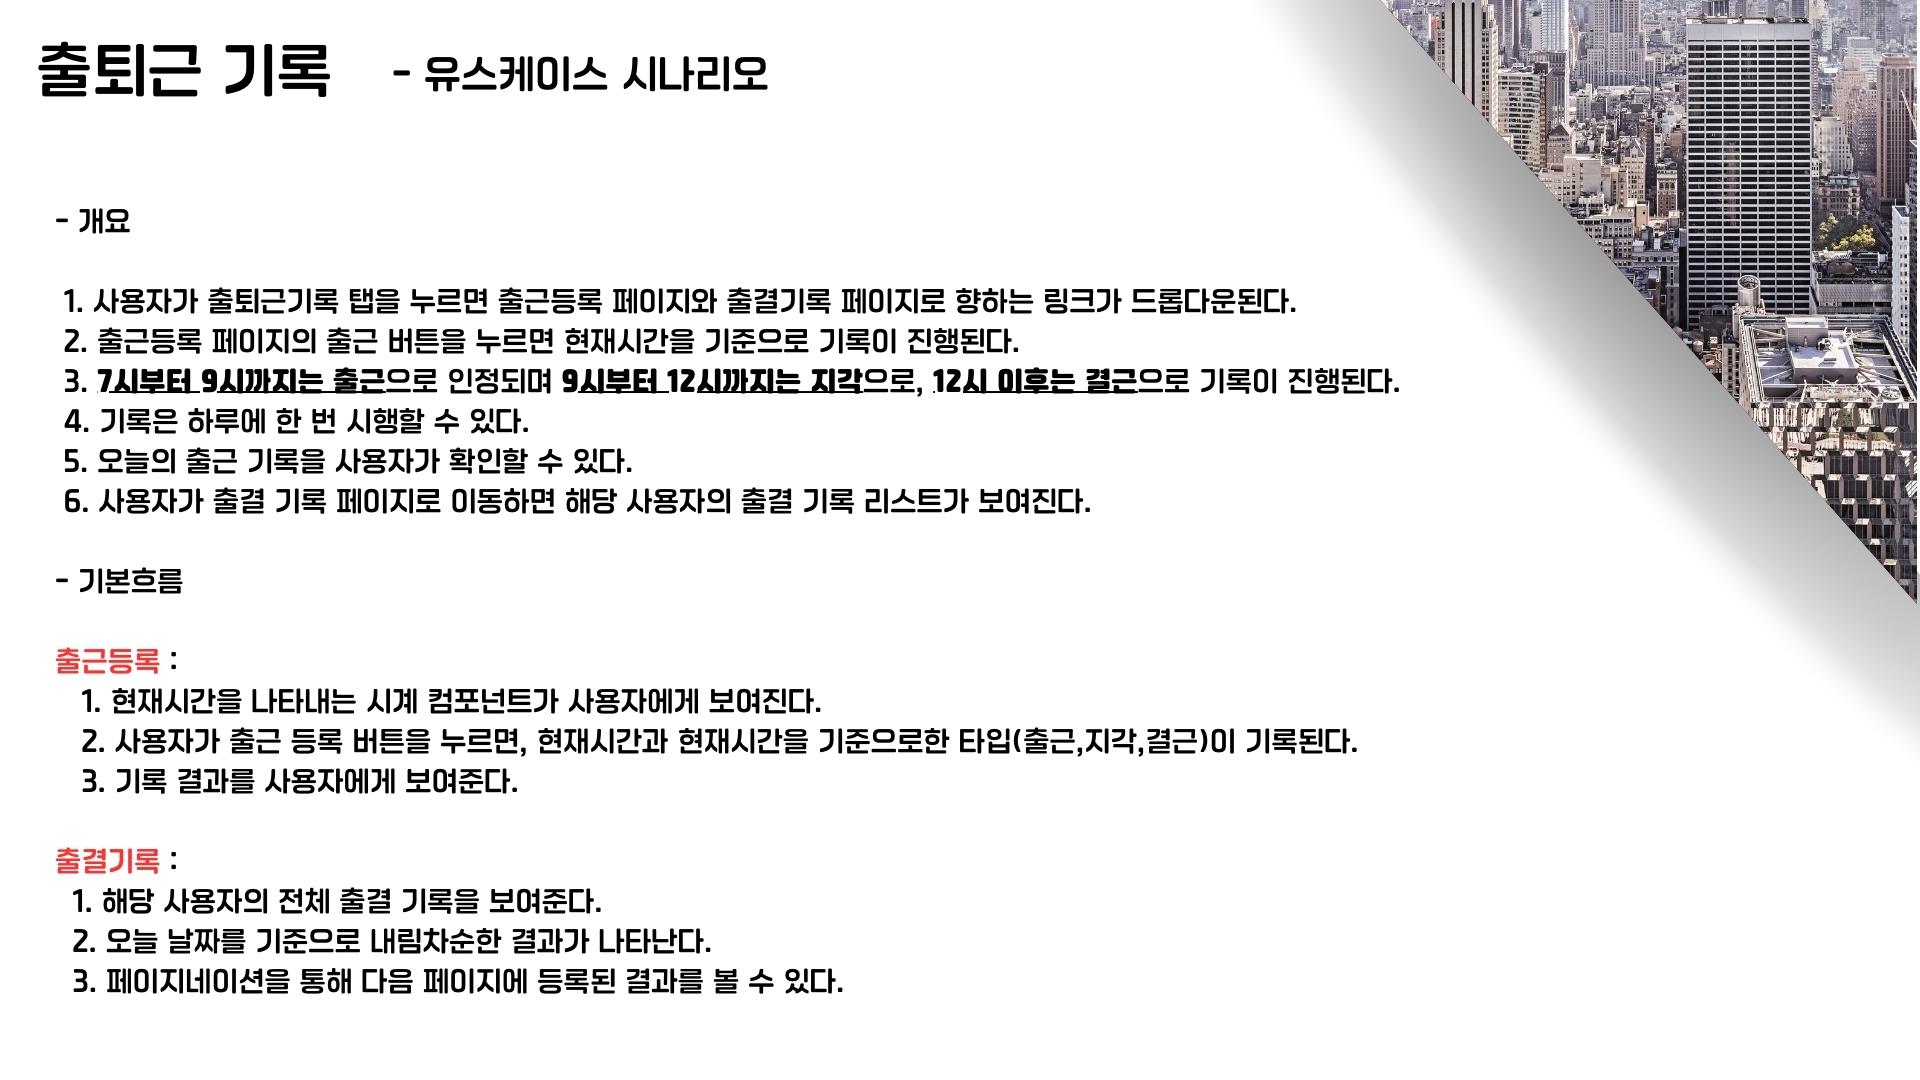 출퇴근 기록 - 유스케이스 시나리오
- 개요
1. 사용자가 출퇴근기록 탭을 누르면 출근등록 페이지와 출결기록 페이지로 향하는 링크가 드롭다운된다.
2. 출근등록 페이지의 출근 버튼을 누르면 현재시간을 기준으로 기록이 진행된다.
3. 7시부터 9시까지는 출근으로 인정되며 9시부터 12시까지는 지각으로, 12시 이후는 결근으로 기록이 진행된다.
4. 기록은 하루에 한 번 시행할 수 있다.
5. 오늘의 출근 기록을 사용자가 확인할 수 있다.
6. 사용자가 출결 기록 페이지로 이동하면 해당 사용자의 출결 기록 리스트가 보여진다.
- 기본흐름
출근등록 :
1. 현재시간을 나타내는 시계 컴포넌트가 사용자에게 보여진다.
2. 사용자가 출근 등록 버튼을 누르면, 현재시간과 현재시간을 기준으로한 타입(출근,지각,결근)이 기록된다.
3. 기록 결과를 사용자에게 보여준다.
출결기록 :
1. 해당 사용자의 전체 출결 기록을 보여준다.
2. 오늘 날짜를 기준으로 내림차순한 결과가 나타난다.
3. 페이지네이션을 통해 다음 페이지에 등록된 결과를 볼 수 있다.